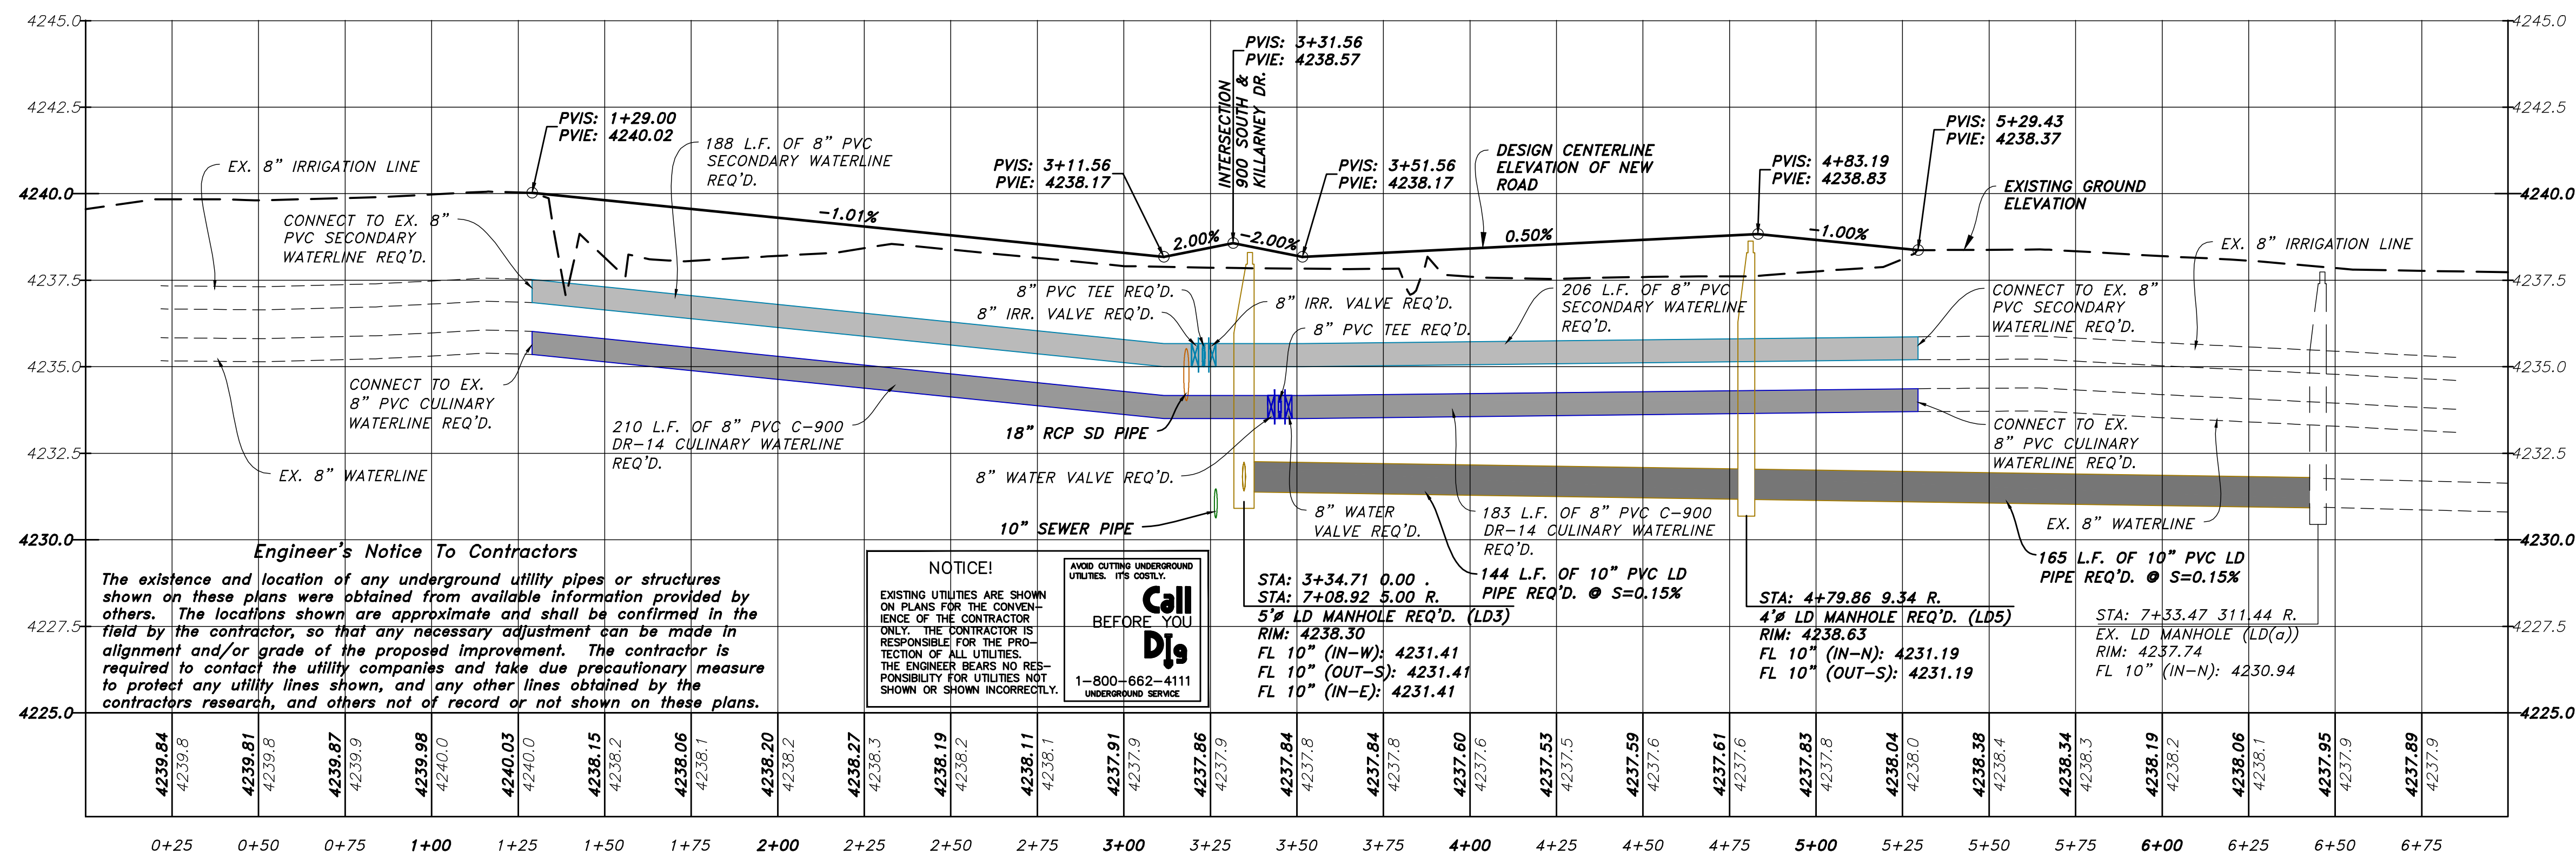 4245.0
4242.5
4240.0
4237.5
4235.0
4232.5
4230.0
4227.5
4225.0
EX. 8” IRRIGATION LINE
PVIS: 1+29.00
PVIE: 4240.02
188 L.F. OF 8” PVC
SECONDARY WATERLINE
REQ’D.
CONNECT TO EX. 8”
PVC SECONDARY
WATERLINE REQ’D.
-1.01%
PVIS: 3+11.56
PVIE: 4238.17
PVIS: 3+31.56
PVIE: 4238.57
INTERSECTION
900 SOUTH &
KILLARNEY DR.
2.00%
-2.00%
PVIS: 3+51.56
PVIE: 4238.17
DESIGN CENTERLINE
ELEVATION OF NEW
ROAD
0.50%
PVIS: 4+83.19
PVIE: 4238.83
-1.00%
PVIS: 5+29.43
PVIE: 4238.37
EXISTING GROUND
ELEVATION
EX. 8” IRRIGATION LINE
8” PVC TEE REQ’D.
8” IRR. VALVE REQ’D.
8” IRR. VALVE REQ’D.
8” PVC TEE REQ’D.
206 L.F. OF 8” PVC
SECONDARY WATERLINE
REQ’D.
CONNECT TO EX. 8”
PVC SECONDARY
WATERLINE REQ’D.
CONNECT TO EX.
8” PVC CULINARY
WATERLINE REQ’D.
EX. 8” WATERLINE
210 L.F. OF 8” PVC C-900
DR-14 CULINARY WATERLINE
REQ’D.
18” RCP SD PIPE
8” WATER VALVE REQ’D.
10” SEWER PIPE
8” WATER
VALVE REQ’D.
183 L.F. OF 8” PVC C-900
DR-14 CULINARY WATERLINE
REQ’D.
144 L.F. OF 10” PVC LD
PIPE REQ’D. @ S=0.15%
CONNECT TO EX.
8” PVC CULINARY
WATERLINE REQ’D.
EX. 8” WATERLINE
165 L.F. OF 10” PVC LD
PIPE REQ’D. @ S=0.15%
Engineer’s Notice To Contractors
The existence and location of any underground utility pipes or structures
shown on these plans were obtained from available information provided by
others. The locations shown are approximate and shall be confirmed in the
field by the contractor, so that any necessary adjustment can be made in
alignment and/or grade of the proposed improvement. The contractor is
required to contact the utility companies and take due precautionary measure
to protect any utility lines shown, and any other lines obtained by the
contractors research, and others not of record or not shown on these plans.
NOTICE!
EXISTING UTILITIES ARE SHOWN
ON PLANS FOR THE CONVEN-
IENCE OF THE CONTRACTOR
ONLY. THE CONTRACTOR IS
RESPONSIBLE FOR THE PRO-
TECTION OF ALL UTILITIES.
THE ENGINEER BEARS NO RES-
PONSIBILITY FOR UTILITIES NOT
SHOWN OR SHOWN INCORRECTLY.
AVOID CUTTING UNDERGROUND
UTILITIES. IT’S COSTLY.
Call
BEFORE YOU
Dig
1-800-662-4111
UNDERGROUND SERVICE
STA: 3+34.71 0.00 .
STA: 7+08.92 5.00 R.
5’ø LD MANHOLE REQ’D. (LD3)
RIM: 4238.30
FL 10” (IN-W): 4231.41
FL 10” (OUT-S): 4231.41
FL 10” (IN-E): 4231.41
STA: 4+79.86 9.34 R.
4’ø LD MANHOLE REQ’D. (LD5)
RIM: 4238.63
FL 10” (IN-N): 4231.19
FL 10” (OUT-S): 4231.19
STA: 7+33.47 311.44 R.
EX. LD MANHOLE (LD(a))
RIM: 4237.74
FL 10” (IN-N): 4230.94
4245.0
4242.5
4240.0
4237.5
4235.0
4232.5
4230.0
4227.5
4225.0
4239.84
4239.8
4239.81
4239.8
4239.87
4239.9
4239.98
4240.0
4240.03
4240.0
4238.15
4238.2
4238.06
4238.1
4238.20
4238.2
4238.27
4238.3
4238.19
4238.2
4238.11
4238.1
4237.91
4237.9
4237.86
4237.9
4237.84
4237.8
4237.84
4237.8
4237.60
4237.6
4237.53
4237.5
4237.59
4237.6
4237.61
4237.6
4237.83
4237.8
4238.04
4238.0
4238.38
4238.4
4238.34
4238.3
4238.19
4238.2
4238.06
4238.1
4237.95
4237.9
4237.89
4237.9
0+25 0+50 0+75 1+00 1+25 1+50 1+75 2+00 2+25 2+50 2+75 3+00 3+25 3+50 3+75 4+00 4+25 4+50 4+75 5+00 5+25 5+50 5+75 6+00 6+25 6+50 6+75